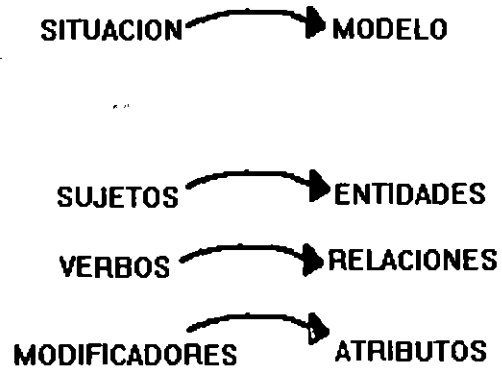 SITUACION MODELO
SUJETOS ENTIDADES
VERBOS RELACIONES
MODIFICADORES ATRIBUTOS